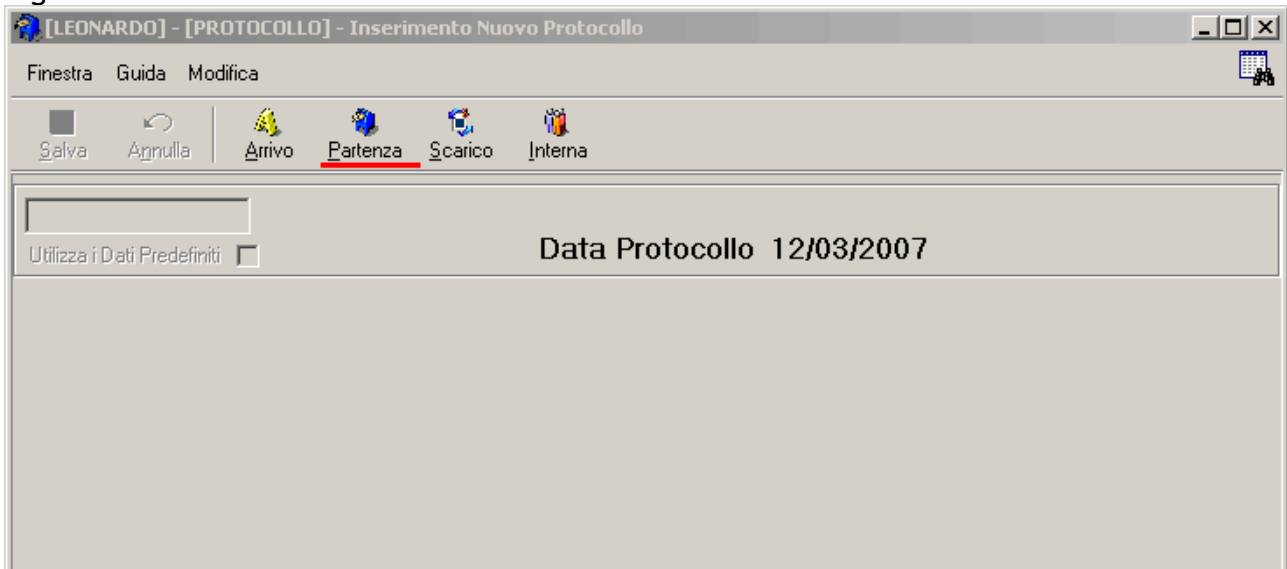 [LEONARDO] - [PROTOCOLLO] - Inserimento Nuovo Protocollo
Finestra Guida Modifica
Salva Annulla Arrivo Partenza Scarico Interna
Utilizza i Dati Predefiniti
Data Protocollo 12/03/2007